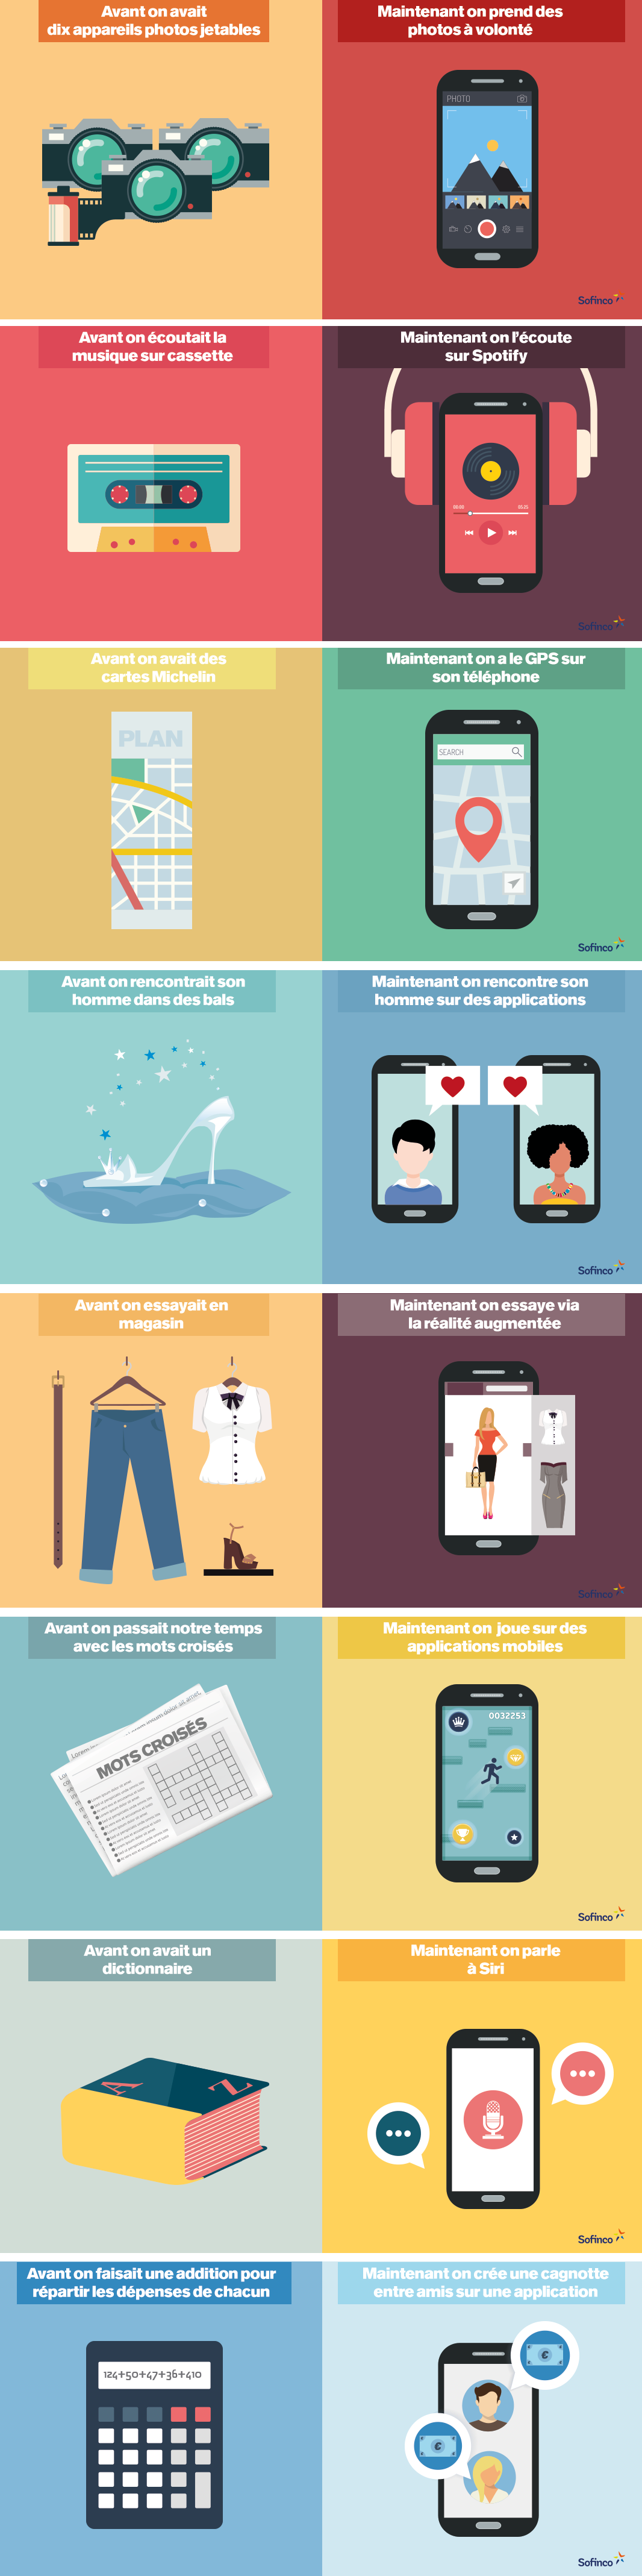 Avant on avait
dix appareils photos jetables
Maintenant on prend des
photos à volonté
PHOTO
Sofinco
Avant on écoutait la
musique sur cassette
Maintenant on l'écoute
sur Spotify
Sofinco
Avant on avait des
cartes Michelin
PLAN
Maintenant on a le GPS sur
son téléphone
SEARCH
Sofinco
Avant on rencontrait son
homme dans des bals
Maintenant on rencontre son
homme sur des applications
Sofinco
Avant on essayait en
magasin
Maintenant on essaye via
la réalité augmentée
Sofinco
Avant on passait notre temps
avec les mots croisés
MOTS CROISÉS
Maintenant on joue sur des
applications mobiles
0032253
Sofinco
Avant on avait un
dictionnaire
A Z
Maintenant on parle
à Siri
Sofinco
Avant on faisait une addition pour
répartir les dépenses de chacun
124+50+47+36+410
Maintenant on crée une cagnotte
entre amis sur une application
€
€
Sofinco